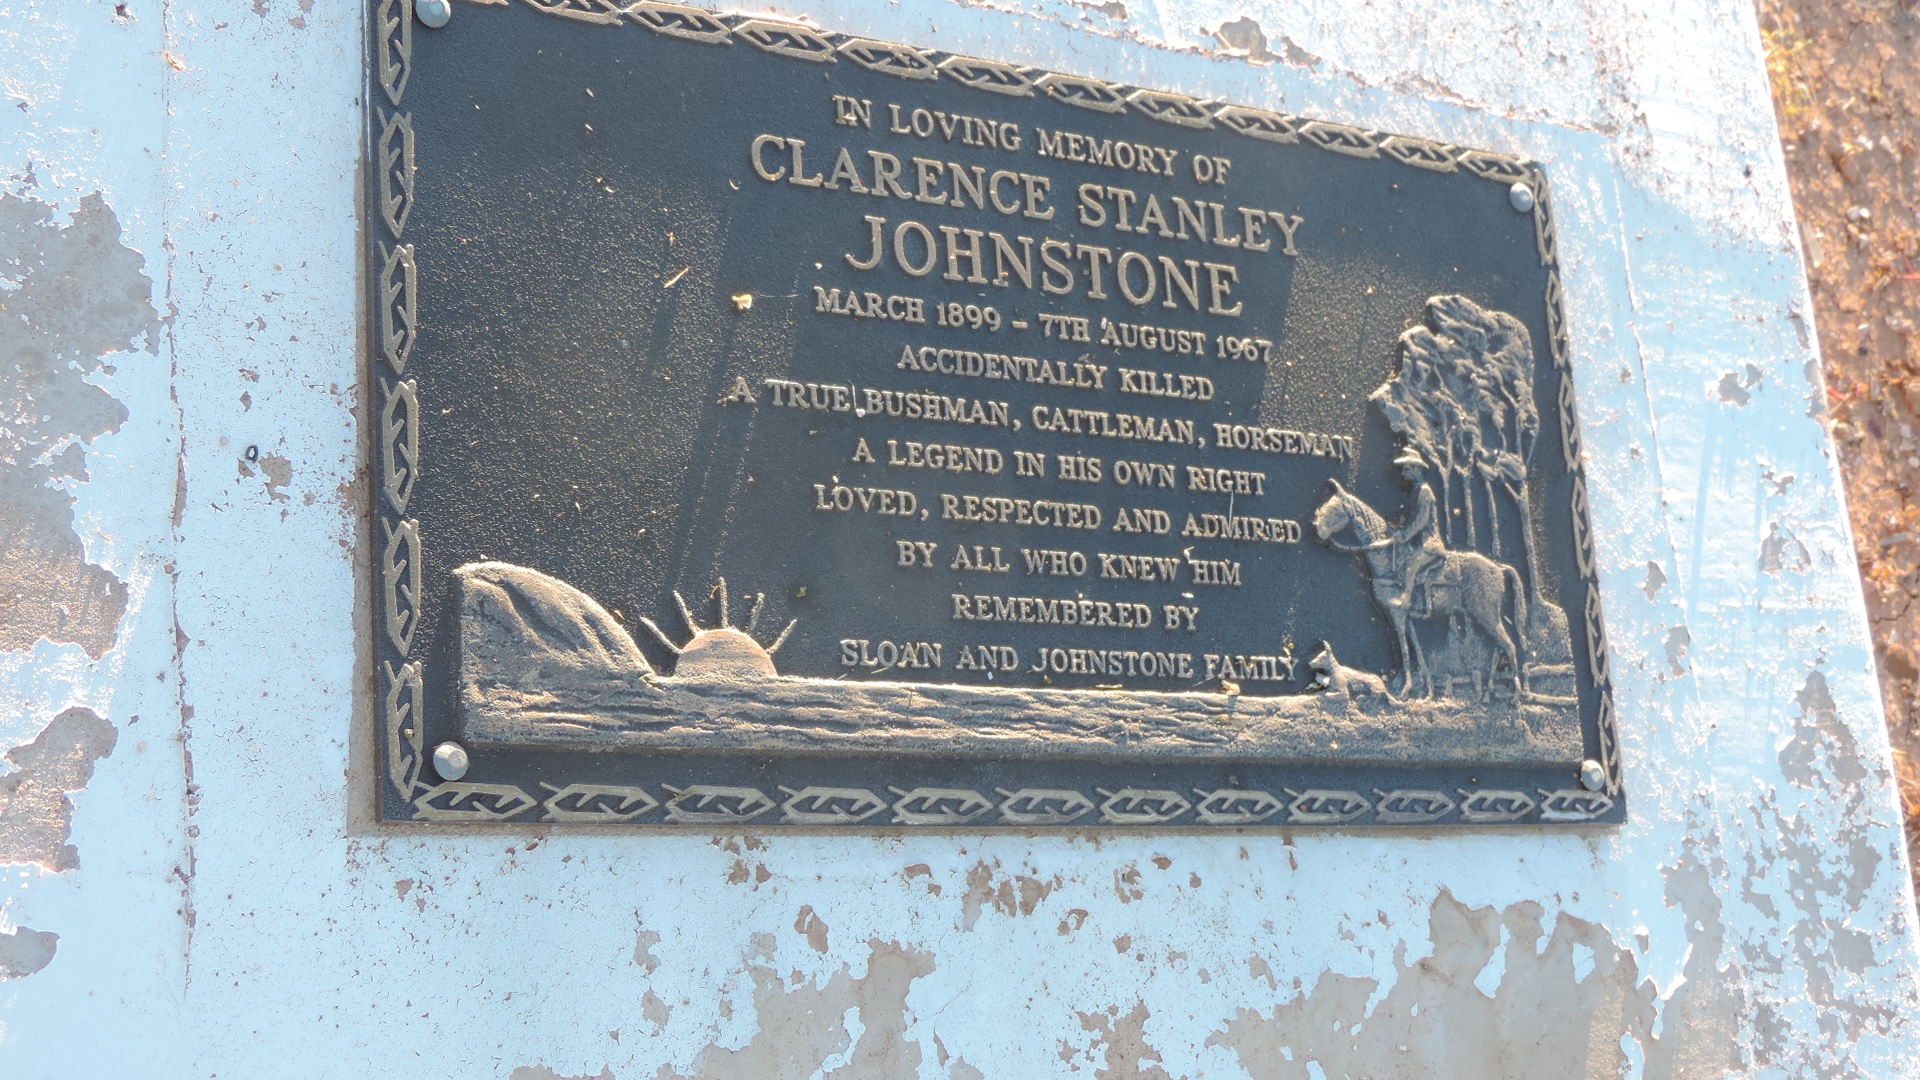 IN LOVING MEMORY OF
CLARENCE STANLEY
JOHNSTONE
MARCH 1899 - 7TH AUGUST 1967
ACCIDENTALLY KILLED
A TRUE BUSHMAN, CATTLEMAN, HORSEMAN
A LEGEND IN HIS OWN RIGHT
LOVED, RESPECTED AND ADMIRED
BY ALL WHO KNEW HIM
REMEMBERED BY
SLOAN AND JOHNSTONE FAMILY